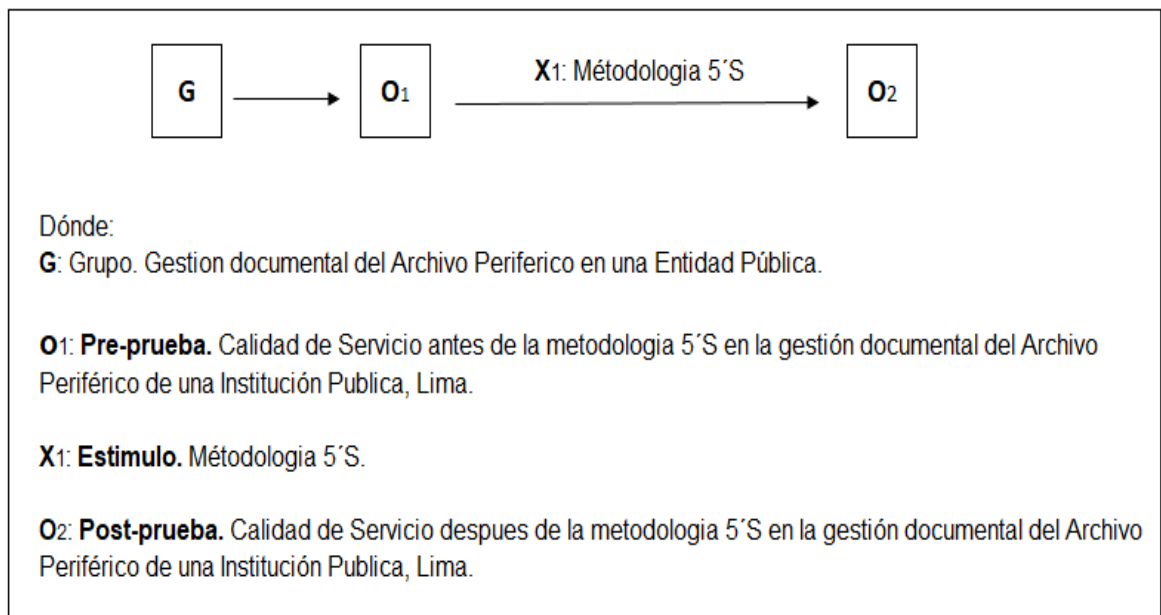 X1: Métodologia 5´S
G
O1
O2
Dónde:
G: Grupo. Gestion documental del Archivo Periferico en una Entidad Pública.
O1: Pre-prueba. Calidad de Servicio antes de la metodologia 5´S en la gestión documental del Archivo
Periférico de una Institución Publica, Lima.
X1: Estimulo. Métodologia 5´S.
O2: Post-prueba. Calidad de Servicio despues de la metodologia 5´S en la gestión documental del Archivo
Periférico de una Institución Publica, Lima.